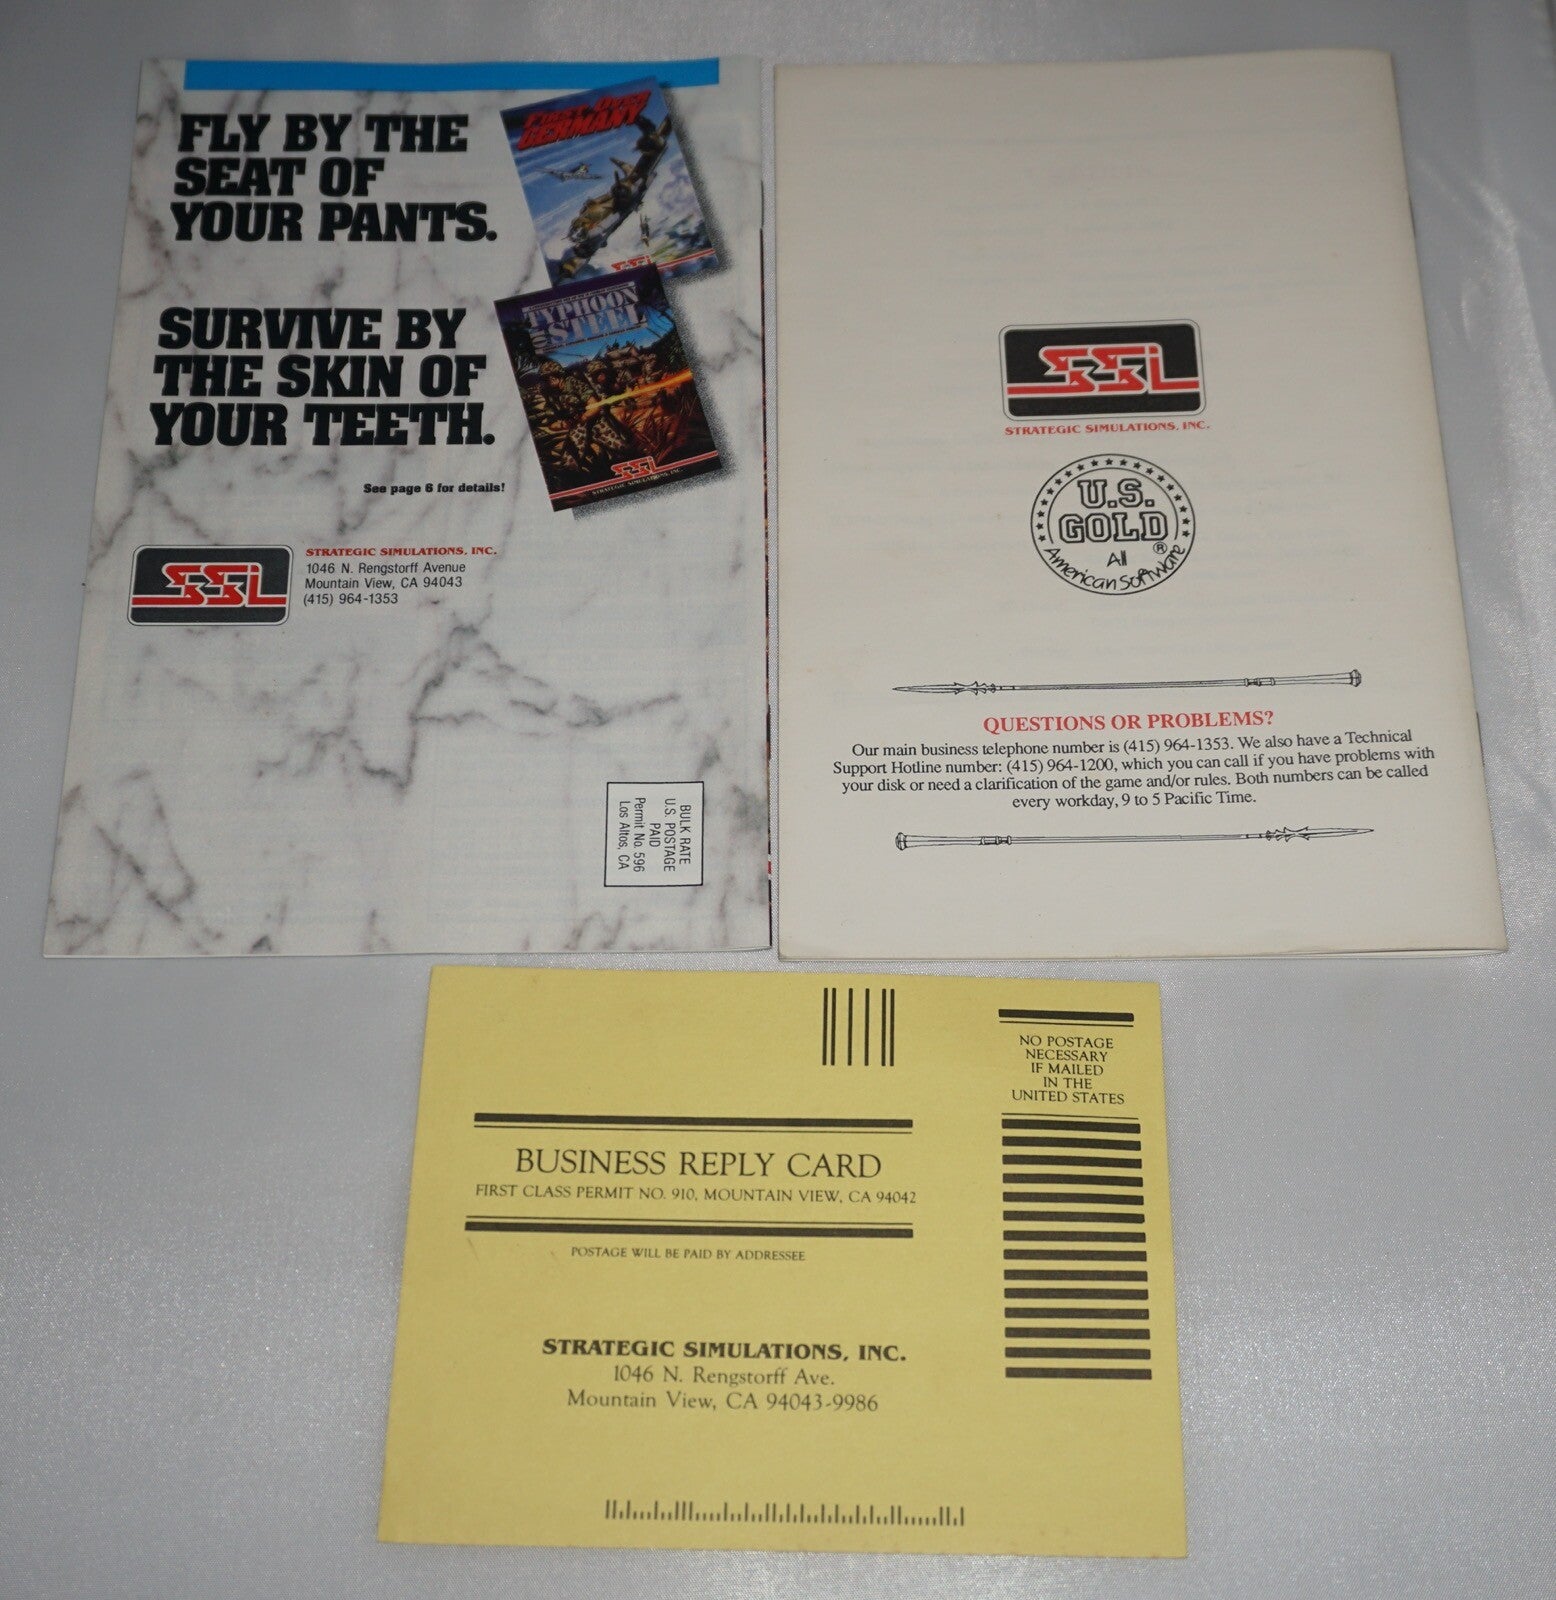 FLY BY THE
SEAT OF
YOUR PANTS.
SURVIVE BY
THE SKIN OF
YOUR TEETH.
See page 6 for details!
GERMANY
SSI
TYPHOON
OF STEEL
SSI
STRATEGIC SIMULATIONS, INC.
SSI
STRATEGIC SIMULATIONS, INC.
1046 N. Rengstorff Avenue
Mountain View, CA 94043
(415) 964-1353
BULK RATE
U.S. POSTAGE
PAID
Permit No. 596
Los Altos, CA
SSI
STRATEGIC SIMULATIONS, INC.
U.S.
GOLD
®
All
American Software
QUESTIONS OR PROBLEMS?
Our main business telephone number is (415) 964-1353. We also have a Technical
Support Hotline number: (415) 964-1200, which you can call if you have problems with
your disk or need a clarification of the game and/or rules. Both numbers can be called
every workday, 9 to 5 Pacific Time.
NO POSTAGE
NECESSARY
IF MAILED
IN THE
UNITED STATES
BUSINESS REPLY CARD
FIRST CLASS PERMIT NO. 910, MOUNTAIN VIEW, CA 94042
POSTAGE WILL BE PAID BY ADDRESSEE
STRATEGIC SIMULATIONS, INC.
1046 N. Rengstorff Ave.
Mountain View, CA 94043-9986